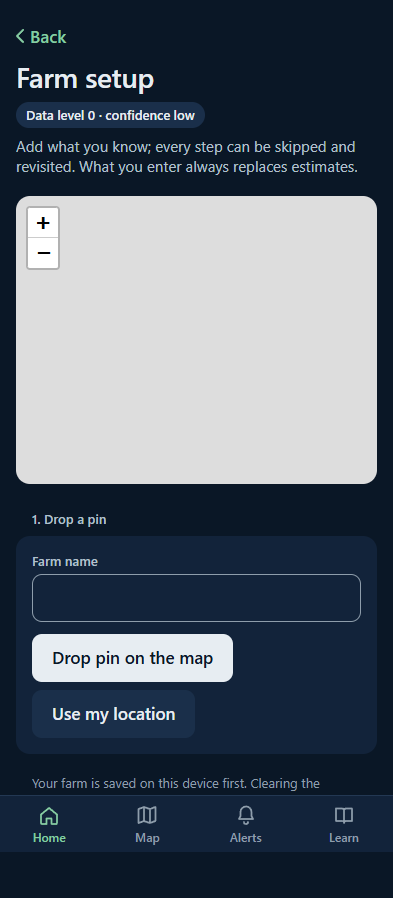 Back
Farm setup
Data level 0 · confidence low
Add what you know; every step can be skipped and
revisited. What you enter always replaces estimates.
+
−
1. Drop a pin
Farm name
Drop pin on the map
Use my location
Your farm is saved on this device first. Clearing the
Home
Map
Alerts
Learn